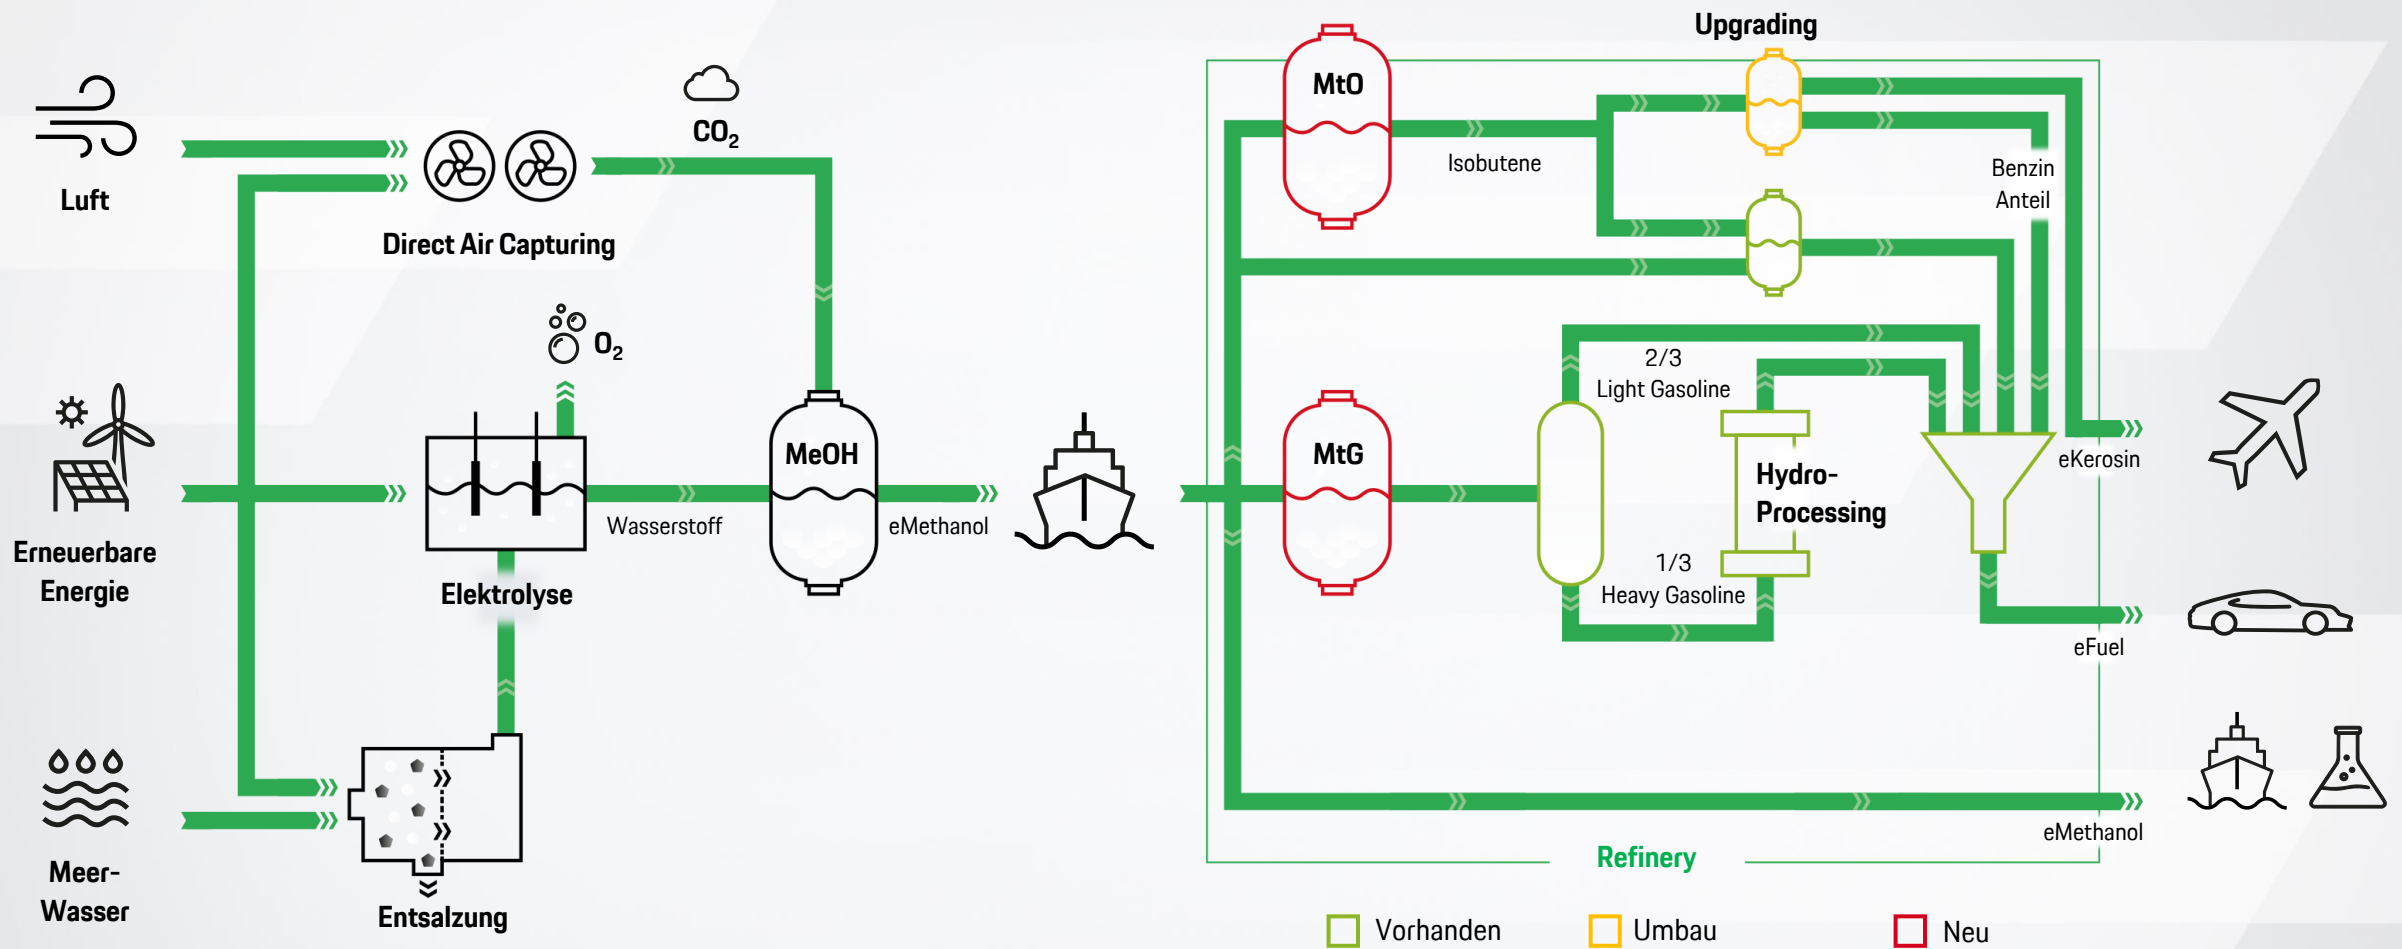 Luft
Erneuerbare
Energie
Meer-
Wasser
Direct Air Capturing
CO₂
O₂
Elektrolyse
Wasserstoff
Entsalzung
MeOH
eMethanol
Upgrading
MtO
Isobutene
Benzin
Anteil
MtG
2/3
Light Gasoline
1/3
Heavy Gasoline
Hydro-
Processing
eKerosin
eFuel
eMethanol
Refinery
Vorhanden
Umbau
Neu